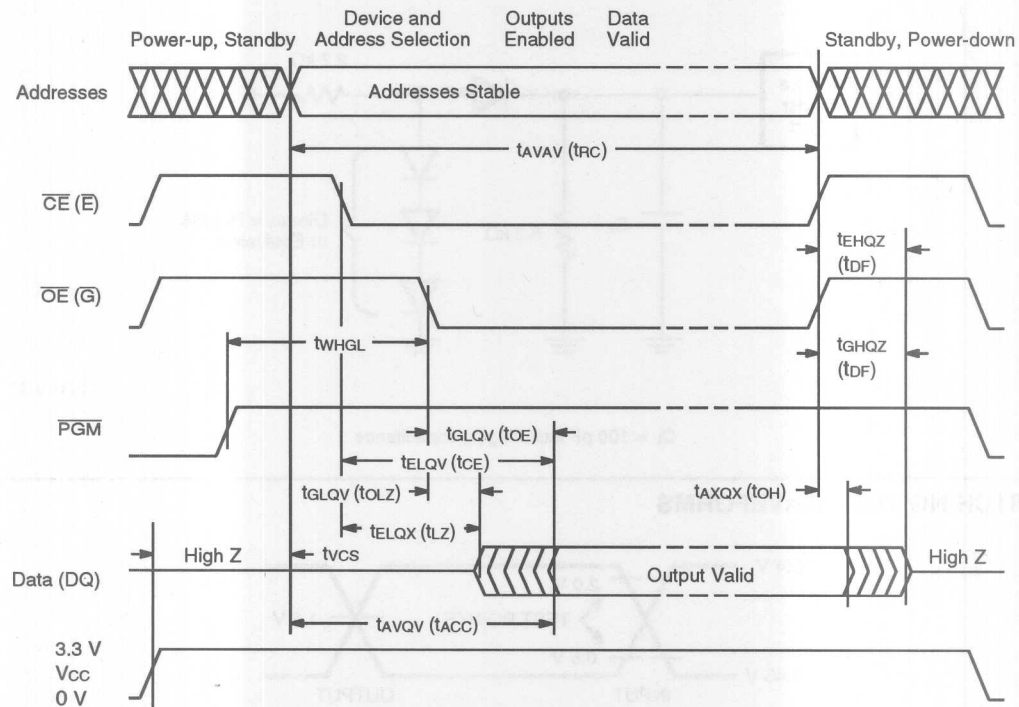 Power-up, Standby
Device and
Address Selection
Outputs
Enabled
Data
Valid
Standby, Power-down
Addresses
Addresses Stable
tAVAV (tRC)
CE (E)
tEHQZ
(tDF)
OE (G)
tWHGL
tGHQZ
(tDF)
PGM
tGLQV (tOE)
tELQV (tCE)
tGLQV (tOLZ)
tAXQX (tOH)
tELQX (tLZ)
High Z
tVCS
High Z
Data (DQ)
Output Valid
tAVQV (tACC)
3.3 V
VCC
0 V